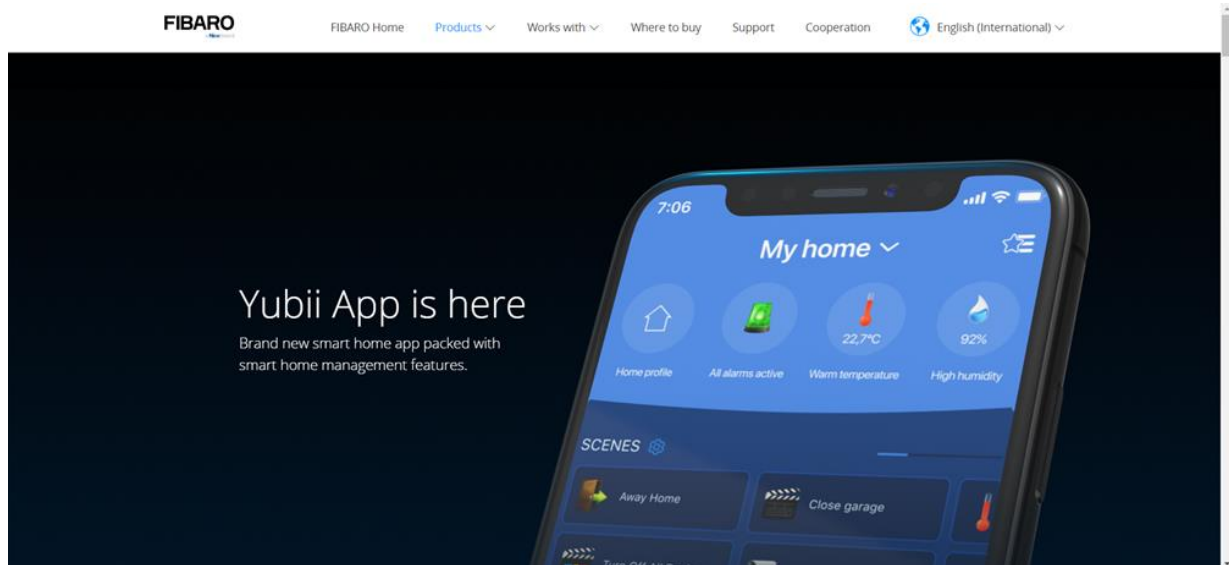 FIBARO
FIBARO Home
Products
Works with
Where to buy
Support
Cooperation
English (International)
7:06
My home
22,7°C
92%
Home profile
All alarms active
Warm temperature
High humidity
Yubii App is here
Brand new smart home app packed with
smart home management features.
SCENES
Away Home
Close garage